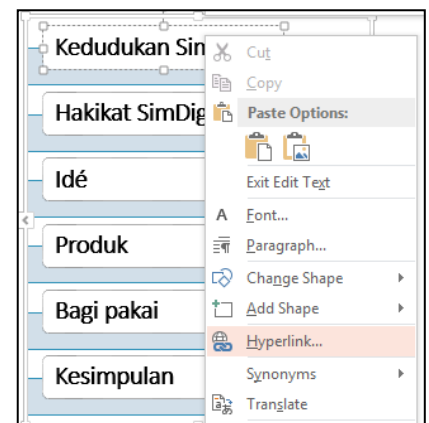 Kedudukan Sim
Hakikat SimDig
Idé
Produk
Bagi pakai
Kesimpulan
Cut
Copy
Paste Options:
Exit Edit Text
A Font...
Paragraph...
Change Shape
Add Shape
Hyperlink...
Synonyms
Translate